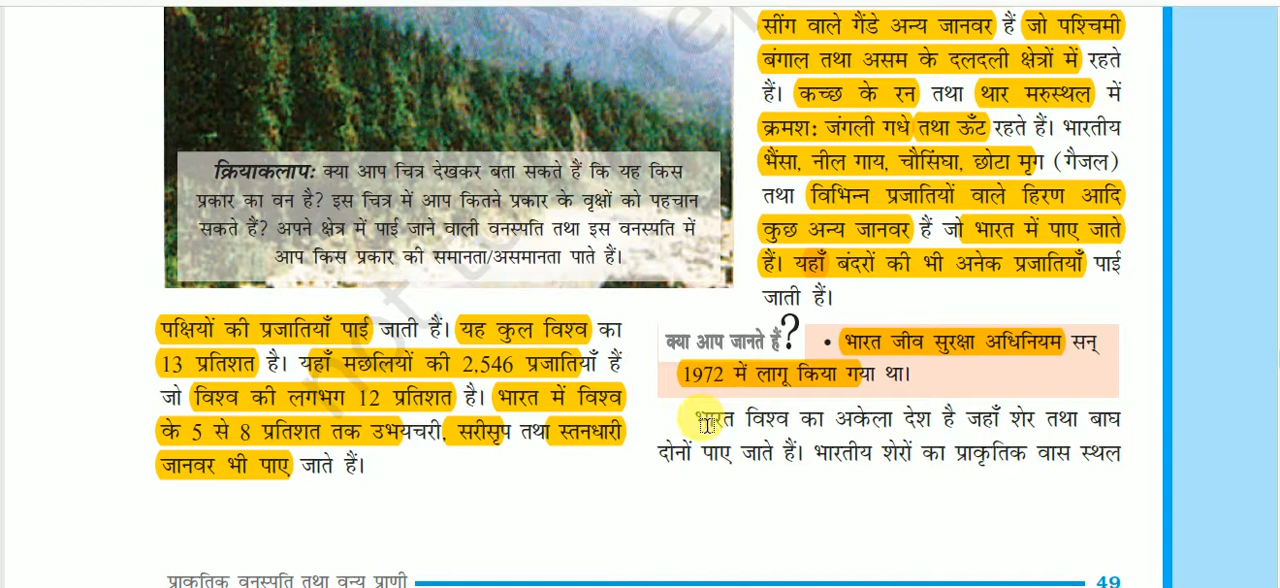 क्रियाकलाप: क्या आप चित्र देखकर बता सकते हैं कि यह किस
प्रकार का वन है? इस चित्र में आप कितने प्रकार के वृक्षों को पहचान
सकते हैं? अपने क्षेत्र में पाई जाने वाली वनस्पति तथा इस वनस्पति में
आप किस प्रकार की समानता/असमानता पाते हैं।
पक्षियों की प्रजातियाँ पाई जाती हैं। यह कुल विश्व का
13 प्रतिशत है। यहाँ मछलियों की 2,546 प्रजातियाँ हैं
जो विश्व की लगभग 12 प्रतिशत है। भारत में विश्व
के 5 से 8 प्रतिशत तक उभयचरी, सरीसृप तथा स्तनधारी
जानवर भी पाए जाते हैं।
सींग वाले गैंडे अन्य जानवर हैं जो पश्चिमी
बंगाल तथा असम के दलदली क्षेत्रों में रहते
हैं। कच्छ के रन तथा थार मरुस्थल में
क्रमश: जंगली गधे तथा ऊँट रहते हैं। भारतीय
भैंसा, नील गाय, चौसिंघा, छोटा मृग (गैजल)
तथा विभिन्न प्रजातियों वाले हिरण आदि
कुछ अन्य जानवर हैं जो भारत में पाए जाते
हैं। यहाँ बंदरों की भी अनेक प्रजातियाँ पाई
जाती हैं।
क्या आप जानते हैं? • भारत जीव सुरक्षा अधिनियम सन्
1972 में लागू किया गया था।
भारत विश्व का अकेला देश है जहाँ शेर तथा बाघ
दोनों पाए जाते हैं। भारतीय शेरों का प्राकृतिक वास स्थल
प्राकृतिक वनस्पति तथा वन्य प्राणी 49